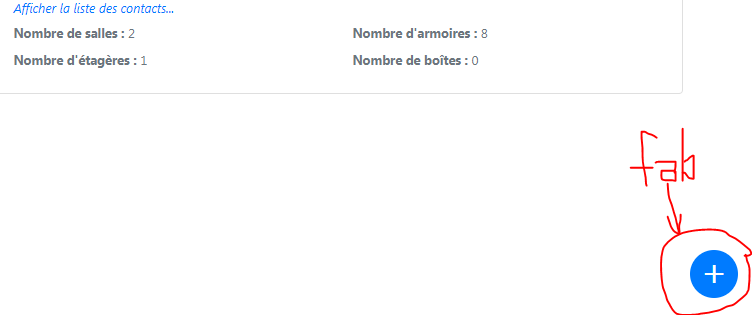 Afficher la liste des contacts...
Nombre de salles : 2 Nombre d'armoires : 8
Nombre d'étagères : 1 Nombre de boîtes : 0
fab
+